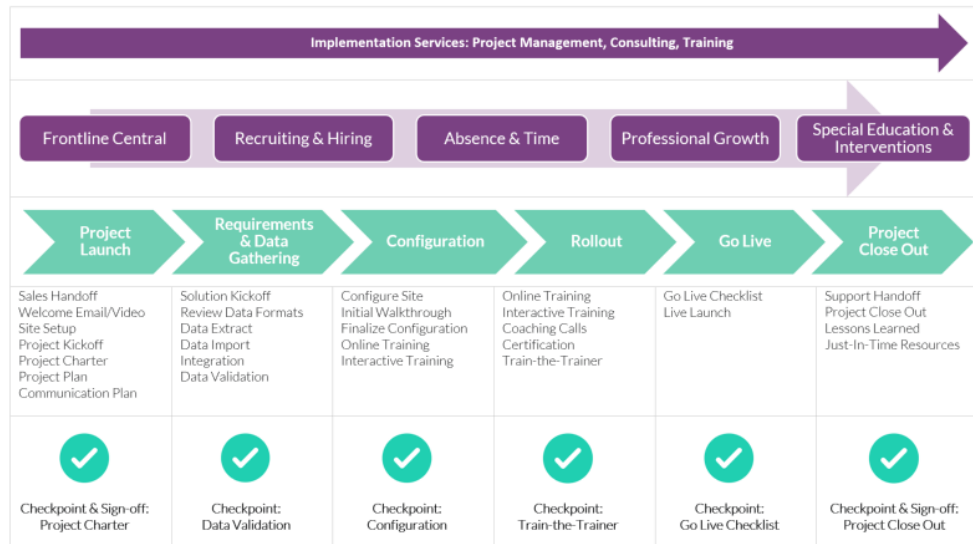 Implementation Services: Project Management, Consulting, Training
Frontline Central
Recruiting & Hiring
Absence & Time
Professional Growth
Special Education &
Interventions
Project
Launch
Requirements
& Data
Gathering
Configuration
Rollout
Go Live
Project
Close Out
Sales Handoff
Welcome Email/Video
Site Setup
Project Kickoff
Project Charter
Project Plan
Communication Plan
Solution Kickoff
Review Data Formats
Data Extract
Data Import
Integration
Data Validation
Configure Site
Initial Walkthrough
Finalize Configuration
Online Training
Interactive Training
Online Training
Interactive Training
Coaching Calls
Certification
Train-the-Trainer
Go Live Checklist
Live Launch
Support Handoff
Project Close Out
Lessons Learned
Just-In-Time Resources
Checkpoint & Sign-off:
Project Charter
Checkpoint:
Data Validation
Checkpoint:
Configuration
Checkpoint:
Train-the-Trainer
Checkpoint:
Go Live Checklist
Checkpoint & Sign-off:
Project Close Out